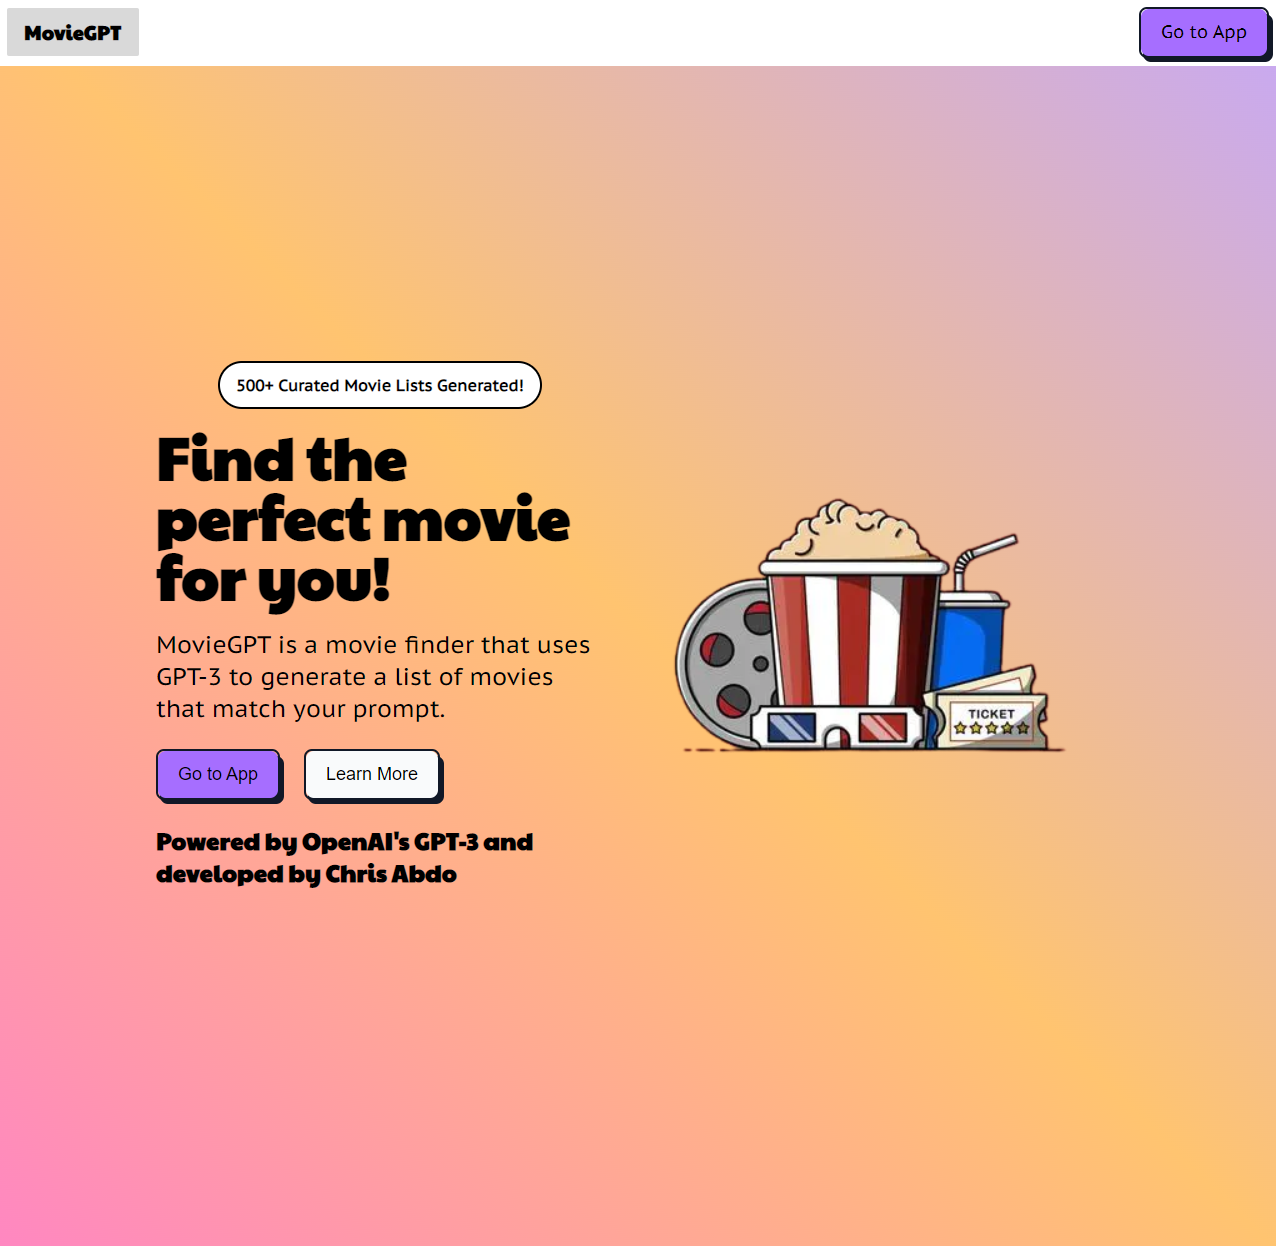 MovieGPT
Go to App
500+ Curated Movie Lists Generated!
Find the
perfect movie
for you!
MovieGPT is a movie finder that uses
GPT-3 to generate a list of movies
that match your prompt.
TICKET
Go to App
Learn More
Powered by OpenAI's GPT-3 and
developed by Chris Abdo